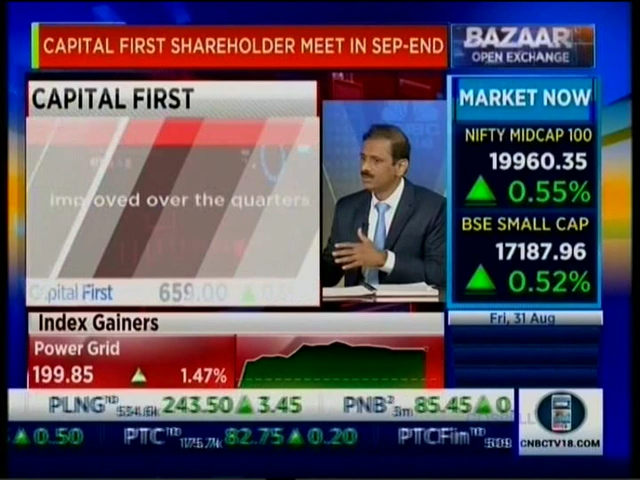 CAPITAL FIRST SHAREHOLDER MEET IN SEP-END
BAZAAR
OPEN EXCHANGE
CAPITAL FIRST
Improved over the quarters
Capital First 659.00
MARKET NOW
NIFTY MIDCAP 100
19960.35
0.55%
BSE SMALL CAP
17187.96
0.52%
Fri, 31 Aug
Index Gainers
Power Grid
199.85 1.47%
PLNG 243.50 3.45 PNB 85.45 0.
0.50 PTC 82.75 0.20 PTCFin
CNBCTV18.COM